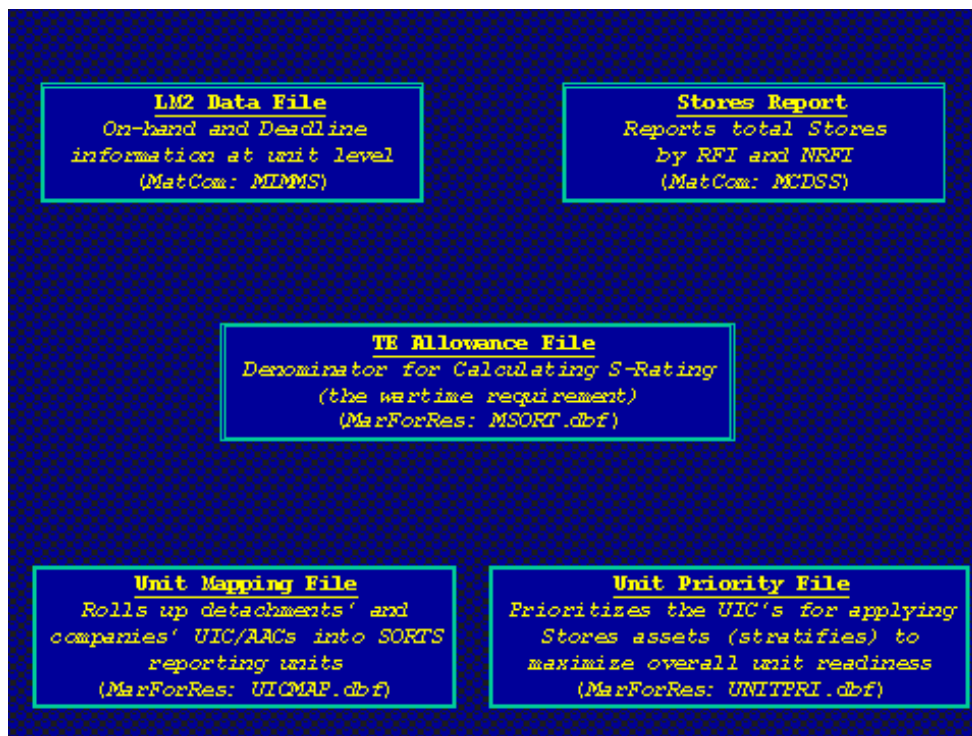 LM2 Data File
On-hand and Deadline
information at unit level
(MatCom: MIMMS)
Stores Report
Reports total Stores
by RFI and NRFI
(MatCom: MCDSS)
TE Allowance File
Denominator for Calculating S-Rating
(the wartime requirement)
(MarForRes: MSORT.dbf)
Unit Mapping File
Rolls up detachments' and
companies' UIC/AACs into SORTS
reporting units
(MarForRes: UICMAP.dbf)
Unit Priority File
Prioritizes the UIC's for applying
Stores assets (stratifies) to
maximize overall unit readiness
(MarForRes: UNITPRI.dbf)